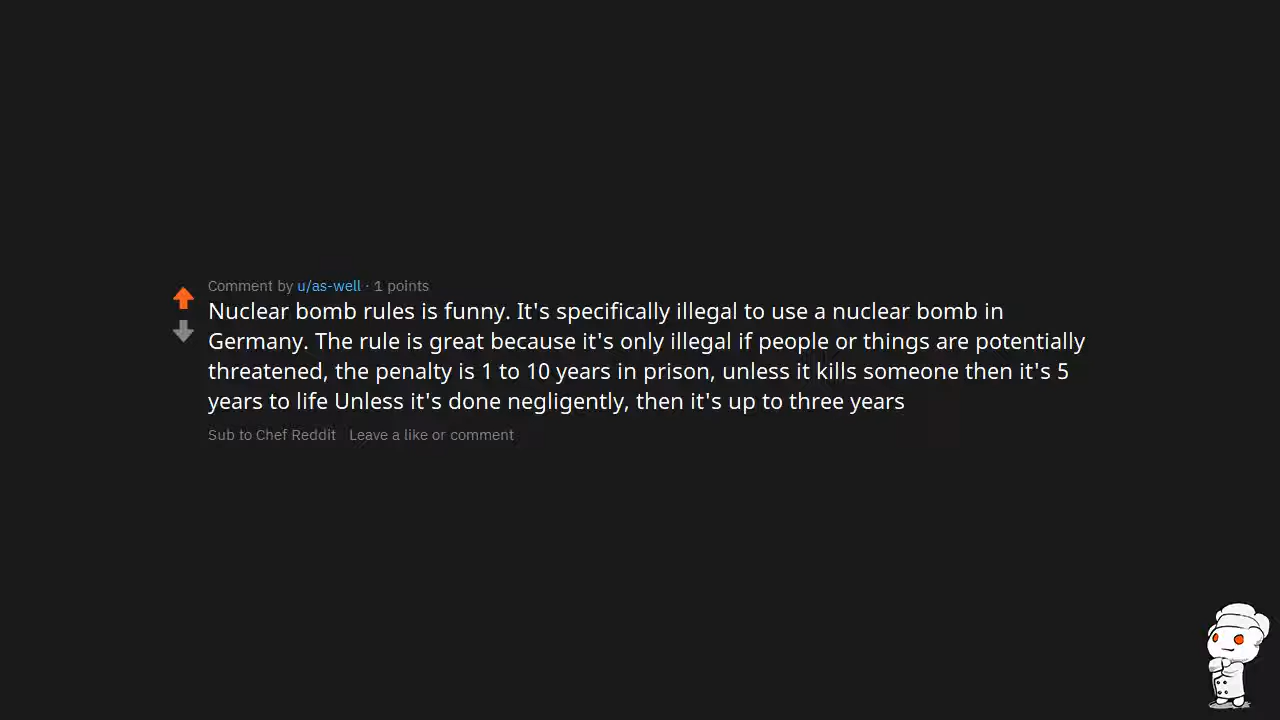 Comment by u/as-well · 1 points
Nuclear bomb rules is funny. It's specifically illegal to use a nuclear bomb in
Germany. The rule is great because it's only illegal if people or things are potentially
threatened, the penalty is 1 to 10 years in prison, unless it kills someone then it's 5
years to life Unless it's done negligently, then it's up to three years
Sub to Chef Reddit Leave a like or comment